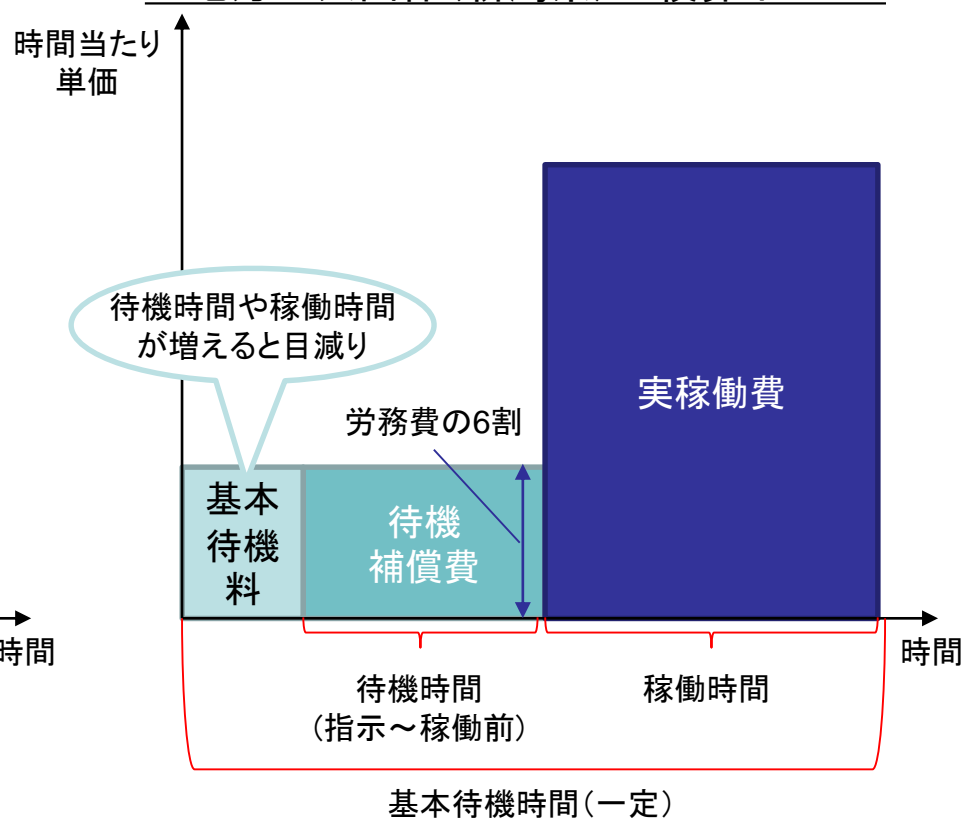 時間当たり
単価
待機時間や稼働時間
が増えると目減り
労務費の6割
実稼働費
基本
待機
料
待機
補償費
時間
時間
待機時間
(指示～稼働前)
稼働時間
基本待機時間(一定)